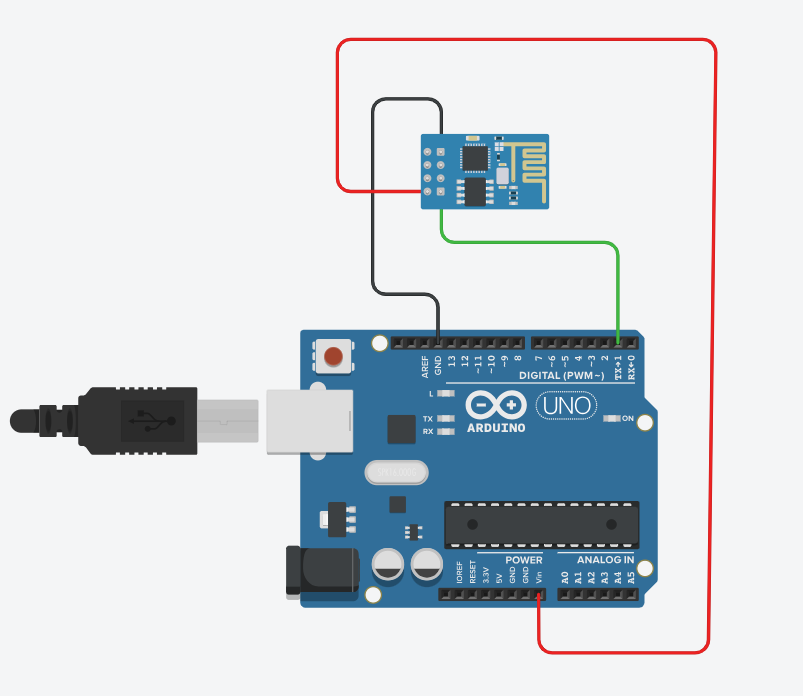 AREF
GND
13
12
~11
~10
~9
8
7
~6
~5
4
~3
2
TX→1
RX←0
DIGITAL (PWM~)
L
TX
RX
ARDUINO
UNO
ON
POWER
ANALOG IN
IOREF
RESET
3.3V
5V
GND
GND
Vin
A0
A1
A2
A3
A4
A5